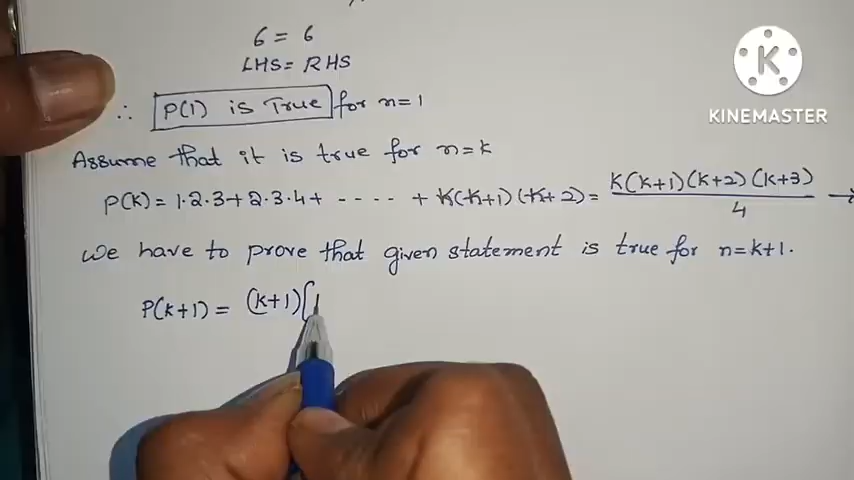 6 = 6
LHS = RHS
∴ P(1) is True for n=1
Assume that it is true for n=k
P(k) = 1·2·3+2·3·4+ ---- + k(k+1)(k+2) = K(k+1)(k+2)(k+3)/4 →
we have to prove that given statement is true for n=k+1.
P(k+1) = (k+1)[
K
KINEMASTER